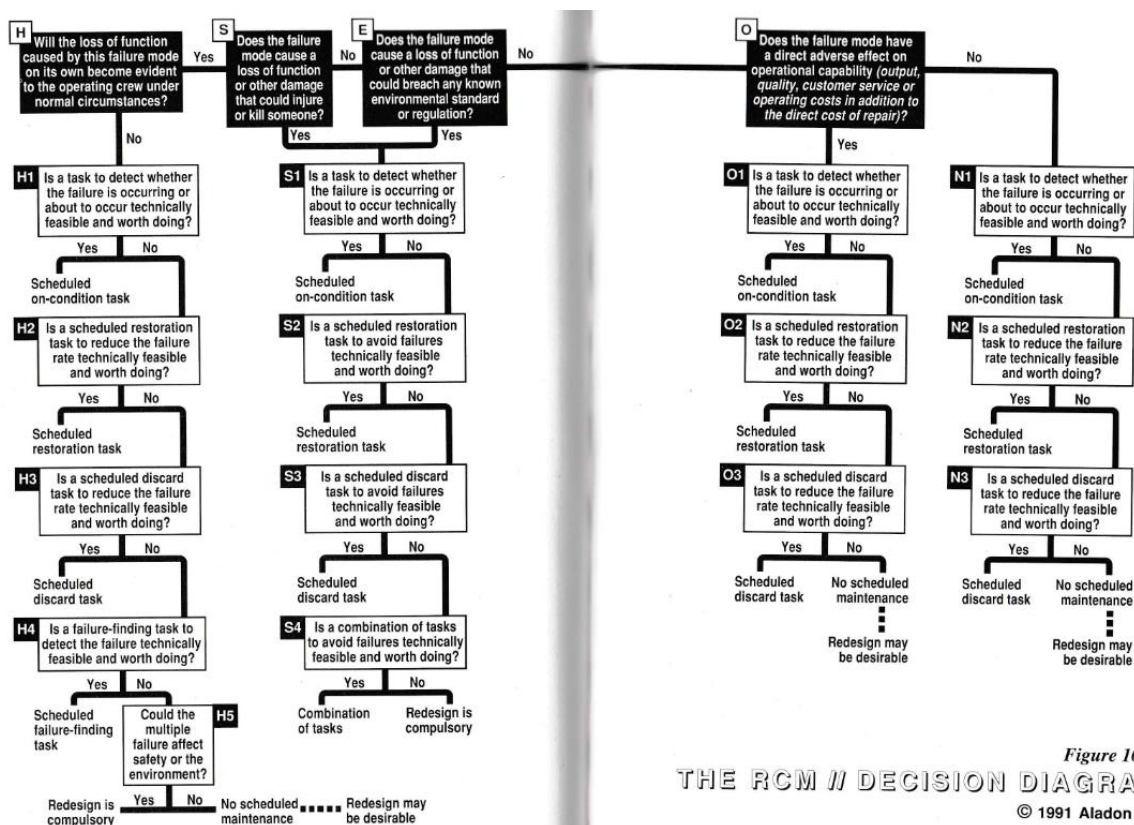 H
Will the loss of function
caused by this failure mode
on its own become evident
to the operating crew under
normal circumstances?
Yes
S
Does the failure
mode cause a
loss of function
or other damage
that could injure
or kill someone?
No
E
Does the failure mode
cause a loss of function
or other damage that
could breach any known
environmental standard
or regulation?
No
O
Does the failure mode have
a direct adverse effect on
operational capability (output,
quality, customer service or
operating costs in addition to
the direct cost of repair)?
No
No
Yes
Yes
Yes
H1
Is a task to detect whether
the failure is occurring or
about to occur technically
feasible and worth doing?
Yes
No
Scheduled
on-condition task
H2
Is a scheduled restoration
task to reduce the failure
rate technically feasible
and worth doing?
Yes
No
Scheduled
restoration task
H3
Is a scheduled discard
task to reduce the failure
rate technically feasible
and worth doing?
Yes
No
Scheduled
discard task
H4
Is a failure-finding task to
detect the failure technically
feasible and worth doing?
Yes
No
Scheduled
failure-finding
task
Could the
multiple
failure affect
safety or the
environment?
H5
Redesign is
compulsory
Yes
No
No scheduled
maintenance
Redesign may
be desirable
S1
Is a task to detect whether
the failure is occurring or
about to occur technically
feasible and worth doing?
Yes
No
Scheduled
on-condition task
S2
Is a scheduled restoration
task to avoid failures
technically feasible
and worth doing?
Yes
No
Scheduled
restoration task
S3
Is a scheduled discard
task to avoid failures
technically feasible
and worth doing?
Yes
No
Scheduled
discard task
S4
Is a combination of tasks
to avoid failures technically
feasible and worth doing?
Yes
No
Combination
of tasks
Redesign is
compulsory
O1
Is a task to detect whether
the failure is occurring or
about to occur technically
feasible and worth doing?
Yes
No
Scheduled
on-condition task
O2
Is a scheduled restoration
task to reduce the failure
rate technically feasible
and worth doing?
Yes
No
Scheduled
restoration task
O3
Is a scheduled discard
task to reduce the failure
rate technically feasible
and worth doing?
Yes
No
Scheduled
discard task
No scheduled
maintenance
Redesign may
be desirable
N1
Is a task to detect whether
the failure is occurring or
about to occur technically
feasible and worth doing?
Yes
No
Scheduled
on-condition task
N2
Is a scheduled restoration
task to reduce the failure
rate technically feasible
and worth doing?
Yes
No
Scheduled
restoration task
N3
Is a scheduled discard
task to reduce the failure
rate technically feasible
and worth doing?
Yes
No
Scheduled
discard task
No scheduled
maintenance
Redesign may
be desirable
Figure
THE RCM II DECISION
© 1991 Aladon